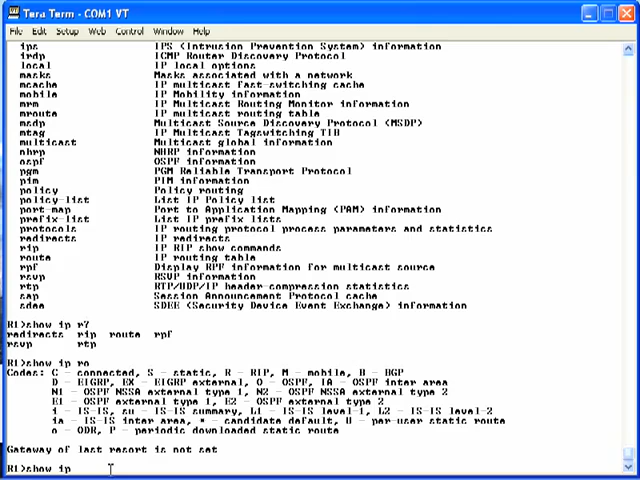 Tera Term - COM1 VT
File Edit Setup Web Control Window Help
ips IPS (Intrusion Prevention System) information
irdp ICMP Router Discovery Protocol
local IP local options
masks Masks associated with a network
mcache IP multicast fast-switching cache
mobile IP Mobility information
mrm IP Multicast Routing Monitor information
mroute IP multicast routing table
msdp Multicast Source Discovery Protocol (MSDP)
mtag IP Multicast Tagswitching TIB
multicast Multicast global information
nhrp NHRP information
ospf OSPF information
pgm PGM Reliable Transport Protocol
pim PIM information
policy Policy routing
policy-list List IP Policy list
port-map Port to Application Mapping (PAM) information
prefix-list List IP prefix lists
protocols IP routing protocol process parameters and statistics
redirects IP redirects
rip IP RIP show commands
route IP routing table
rpf Display RPF information for multicast source
rsvp RSVP information
rtp RTP/UDP/IP header-compression statistics
sap Session Announcement Protocol cache
sdee SDEE (Security Device Event Exchange) information
R1>show ip r?
redirects rip route rpf
rsvp rtp
R1>show ip ro
Codes: C - connected, S - static, R - RIP, M - mobile, B - BGP
D - EIGRP, EX - EIGRP external, O - OSPF, IA - OSPF inter area
N1 - OSPF NSSA external type 1, N2 - OSPF NSSA external type 2
E1 - OSPF external type 1, E2 - OSPF external type 2
i - IS-IS, su - IS-IS summary, L1 - IS-IS level-1, L2 - IS-IS level-2
ia - IS-IS inter area, * - candidate default, U - per-user static route
o - ODR, P - periodic downloaded static route
Gateway of last resort is not set
R1>show ip